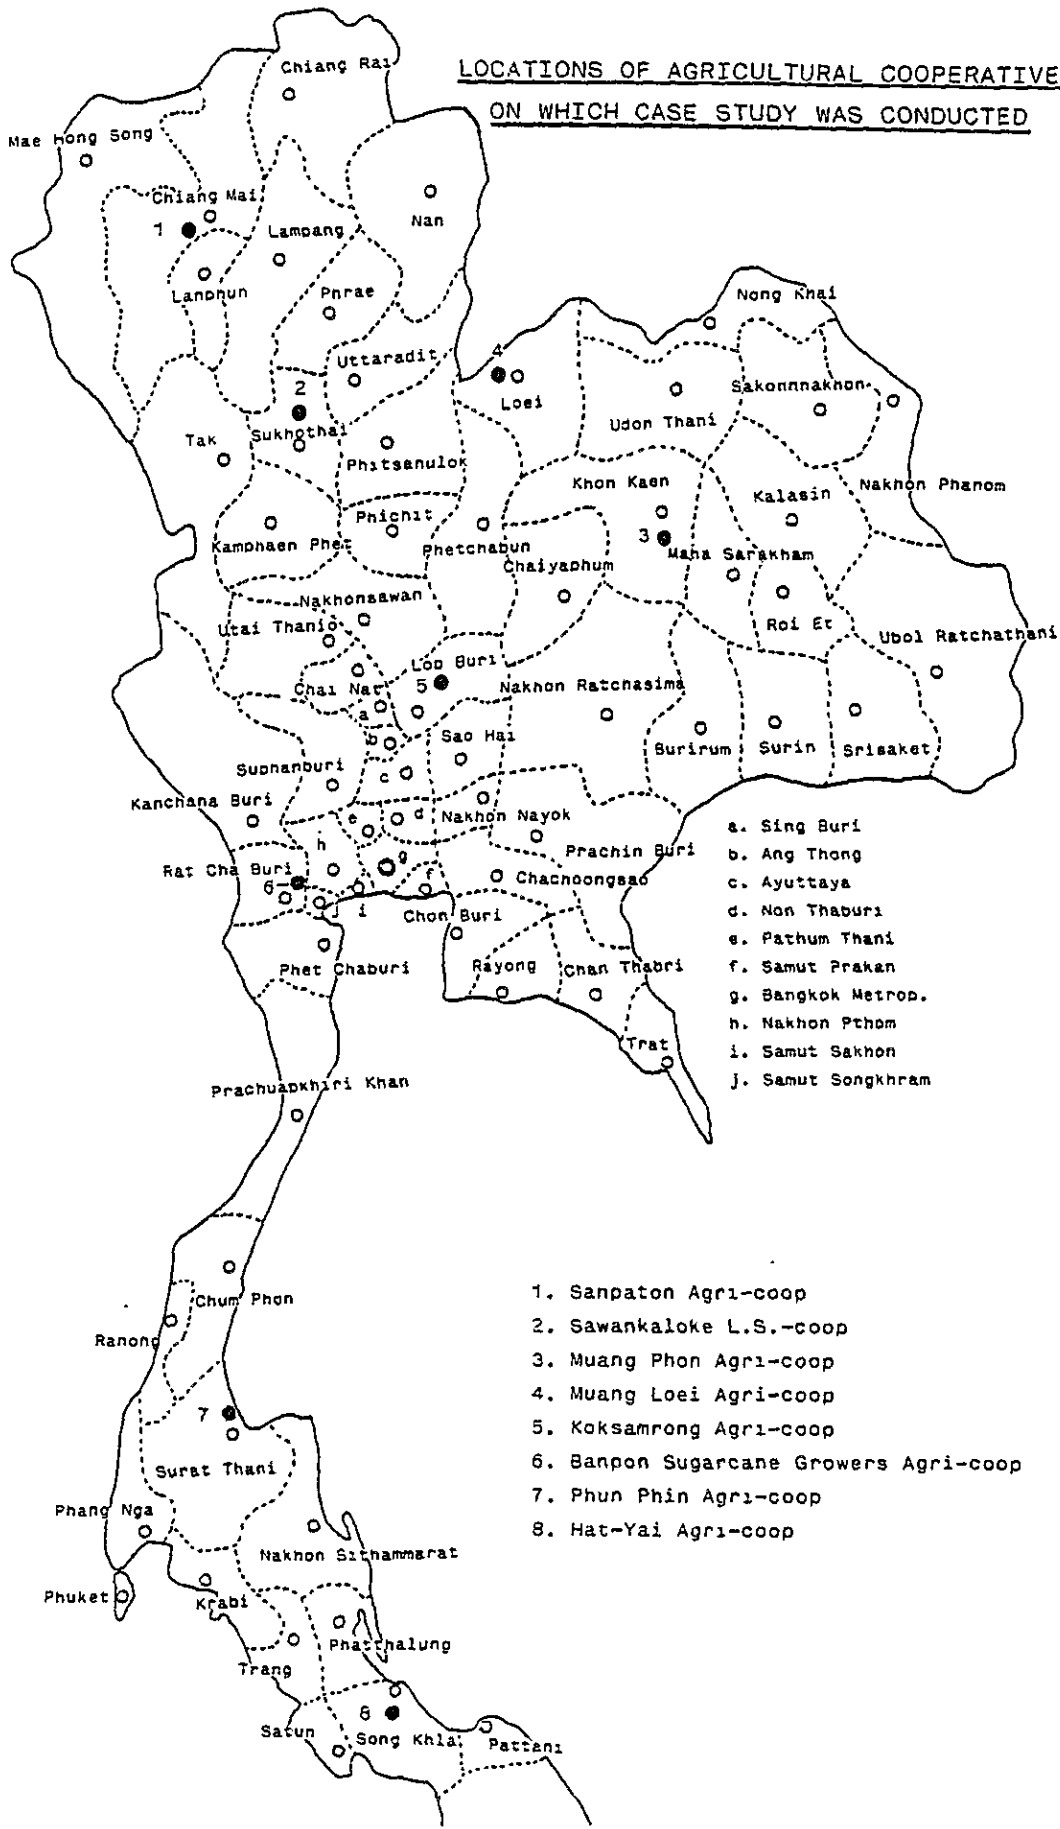 LOCATIONS OF AGRICULTURAL COOPERATIVE
ON WHICH CASE STUDY WAS CONDUCTED
Chiang Rai
Mae Hong Song
Chiang Mai
Nan
1
Lampang
Lanphun
Phrae
Nong Khai
Uttaradit
4
2
Loei
Sakonnnakhon
Udon Thani
Tak
Sukhothai
Phitsanulok
Khon Kaen
Kalasin
Nakhon Phanom
Phichit
Kamphaen Phet
Phetchabun
3
Maha Sarakham
Chaiyaphum
Nakhonsawan
Utai Thani
Roi Et
Ubol Ratchathani
Lop Buri
Chai Nat
5
Nakhon Ratchasima
a
b
Sao Hai
Burirum
Surin
Srisaket
Suphanburi
c
Kanchana Buri
e
d
Nakhon Nayok
h
Prachin Buri
Rat Cha Buri
g
6
f
Chachoongsao
j
i
Chon Buri
Phet Chaburi
Rayong
Chan Thabri
Trat
a. Sing Buri
b. Ang Thong
c. Ayuttaya
d. Non Thaburi
e. Pathum Thani
f. Samut Prakan
g. Bangkok Metrop.
h. Nakhon Pthom
i. Samut Sakhon
j. Samut Songkhram
Prachuapkhiri Khan
Chum Phon
Ranong
7
Surat Thani
Phang Nga
Nakhon Sithammarat
Phuket
Krabi
Phatthalung
Trang
8
Satun
Song Khla
Pattani
1. Sanpaton Agri-coop
2. Sawankaloke L.S.-coop
3. Muang Phon Agri-coop
4. Muang Loei Agri-coop
5. Koksamrong Agri-coop
6. Banpon Sugarcane Growers Agri-coop
7. Phun Phin Agri-coop
8. Hat-Yai Agri-coop